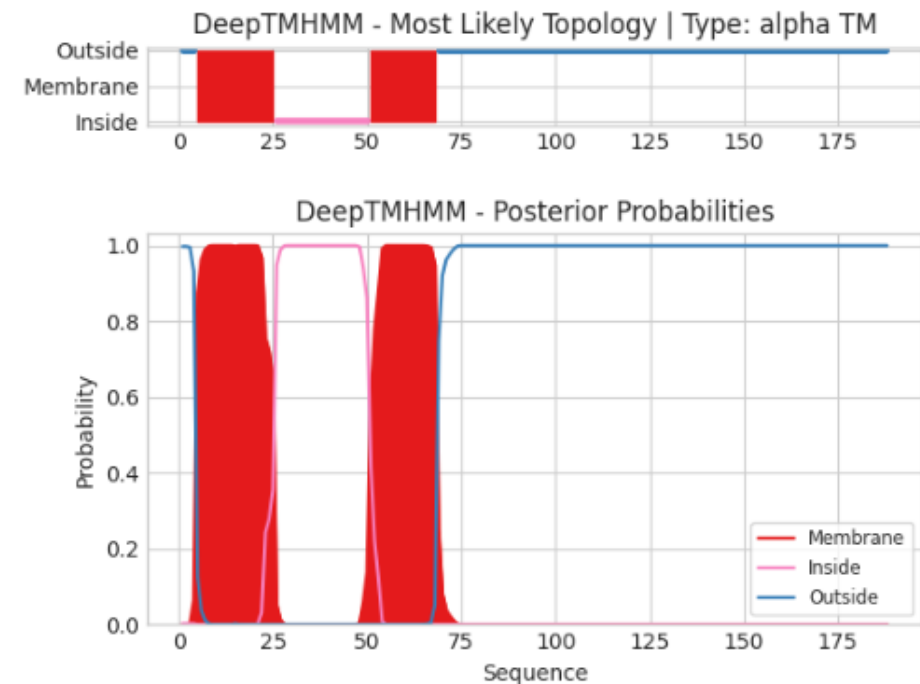 DeepTMHMM - Most Likely Topology | Type: alpha TM
Outside
Membrane
Inside
0 25 50 75 100 125 150 175
DeepTMHMM - Posterior Probabilities
1.0
0.8
0.6
0.4
0.2
0.0
Probability
Membrane
Inside
Outside
0 25 50 75 100 125 150 175
Sequence